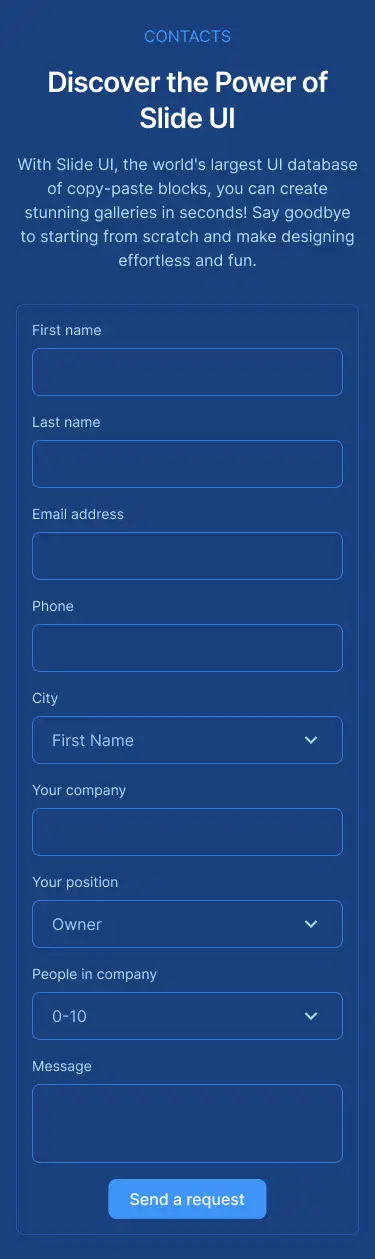 CONTACTS
Discover the Power of
Slide UI
With Slide UI, the world's largest UI database
of copy-paste blocks, you can create
stunning galleries in seconds! Say goodbye
to starting from scratch and make designing
effortless and fun.
First name
Last name
Email address
Phone
City
First Name
Your company
Your position
Owner
People in company
0-10
Message
Send a request